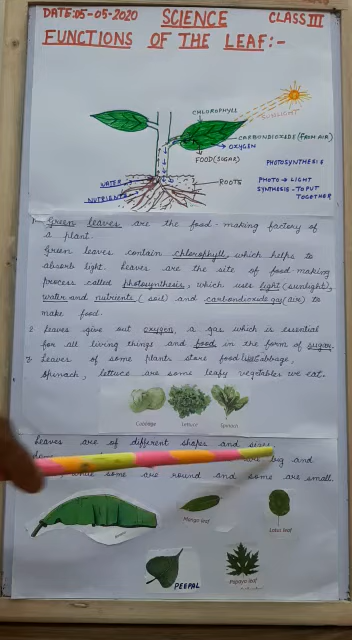 DATE:05-05-2020 SCIENCE CLASS III
FUNCTIONS OF THE LEAF:-
CHLOROPHYLL
SUNLIGHT
CARBONDIOXIDE (FROM AIR)
OXYGEN
FOOD (SUGAR)
PHOTOSYNTHESIS
WATER
ROOTS
NUTRIENTS
PHOTO → LIGHT
SYNTHESIS - TO PUT
TOGETHER
1. Green leaves are the food-making factory of
a plant.
Green leaves contain chlorophyll, which helps to
absorb light. Leaves are the site of food making
process called photosynthesis, which uses light (sunlight),
water and nutrients (soil) and carbondioxide gas (air) to
make food.
2. Leaves give out oxygen, a gas which is essential
for all living things and food in the form of sugar.
3. Leaves of some plants store food
Spinach, lettuce are some leafy vegetables we eat.
Cabbage Lettuce Spinach
Leaves are of different shapes and sizes.
big and
some are round and some are small.
Mango leaf
Lotus leaf
PEEPAL
Papaya leaf